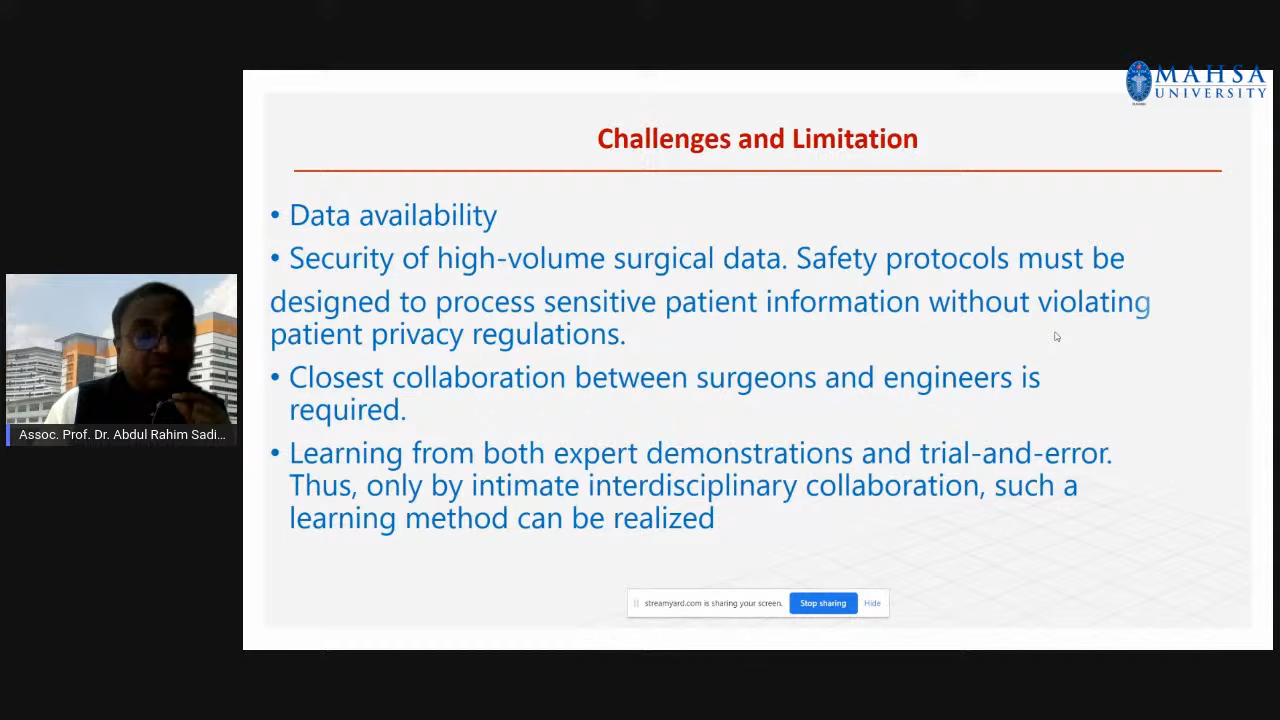 MAHSA
UNIVERSITY
Challenges and Limitation
• Data availability
• Security of high-volume surgical data. Safety protocols must be
designed to process sensitive patient information without violating
patient privacy regulations.
• Closest collaboration between surgeons and engineers is
required.
• Learning from both expert demonstrations and trial-and-error.
Thus, only by intimate interdisciplinary collaboration, such a
learning method can be realized
Assoc. Prof. Dr. Abdul Rahim Sadi...
streamyard.com is sharing your screen. Stop sharing Hide